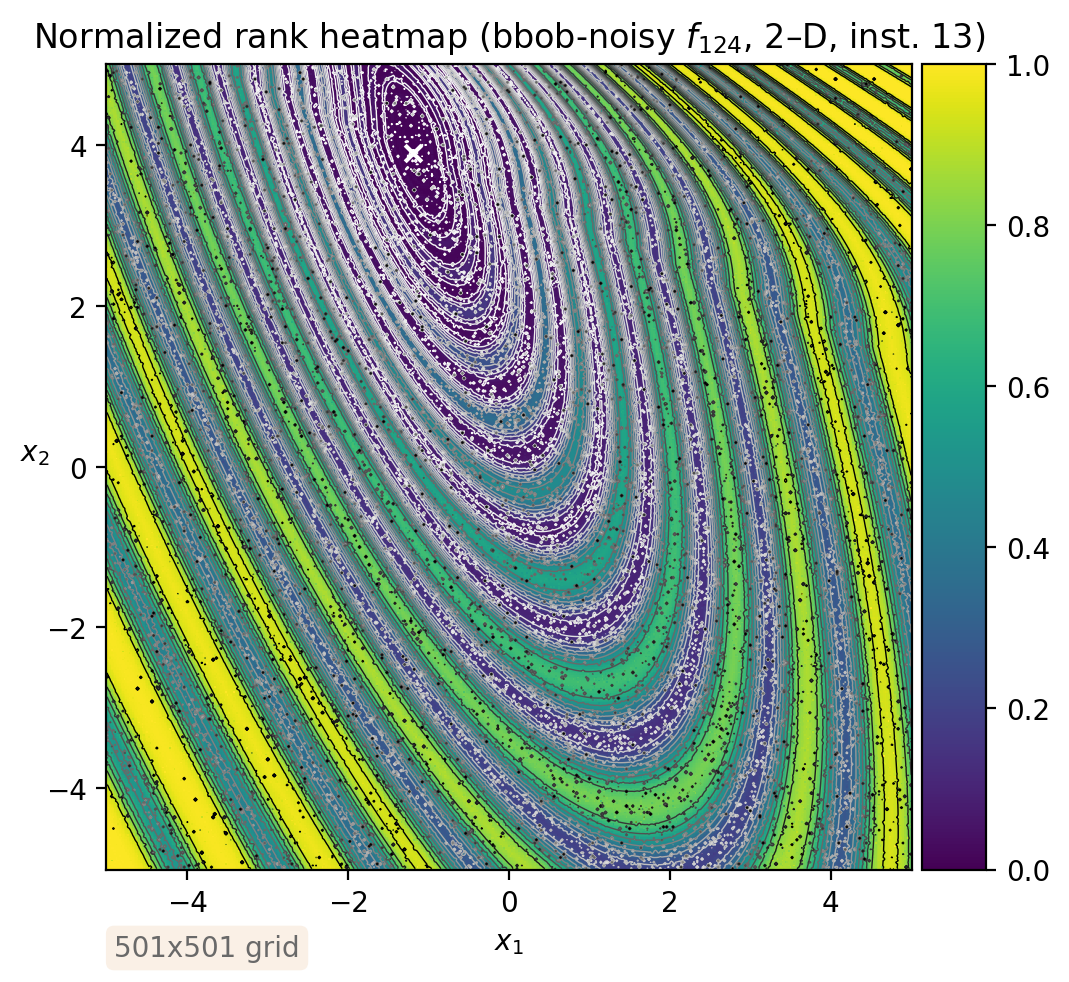 Normalized rank heatmap (bbob-noisy f₁₂₄, 2–D, inst. 13)
1.0
0.8
0.6
0.4
0.2
0.0
4
2
0
−2
−4
x₂
−4 −2 0 2 4
x₁
501x501 grid